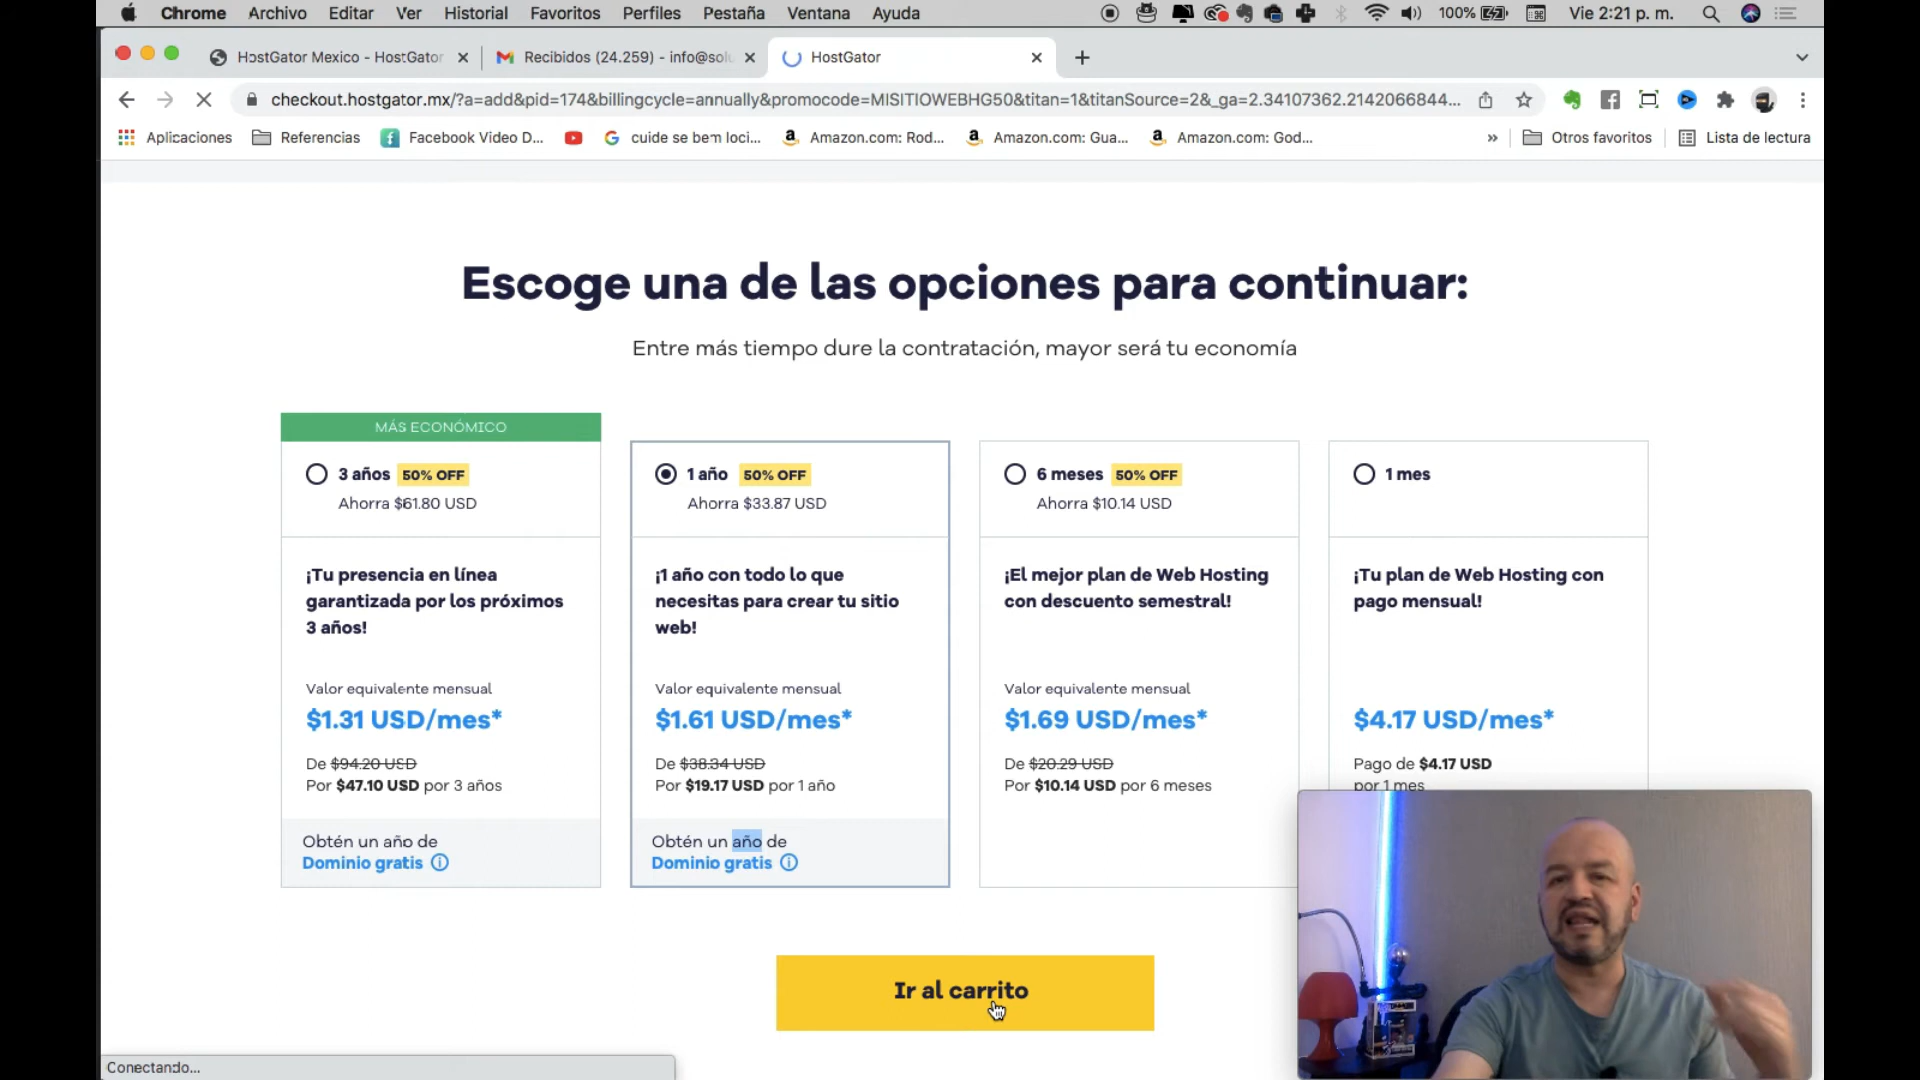 Chrome Archivo Editar Ver Historial Favoritos Perfiles Pestaña Ventana Ayuda 100% Vie 2:21 p. m.
HostGator Mexico - HostGator Recibidos (24.259) - info@solu HostGator
checkout.hostgator.mx/?a=add&pid=174&billingcycle=annually&promocode=MISITIOWEBHG50&titan=1&titanSource=2&_ga=2.34107362.2142066844...
Aplicaciones Referencias Facebook Video D... cuide se bem loci... Amazon.com: Rod... Amazon.com: Gua... Amazon.com: God... » Otros favoritos Lista de lectura
Escoge una de las opciones para continuar:
Entre más tiempo dure la contratación, mayor será tu economía
MÁS ECONÓMICO
3 años 50% OFF
Ahorra $61.80 USD
¡Tu presencia en línea
garantizada por los próximos
3 años!
Valor equivalente mensual
$1.31 USD/mes*
De $94.20 USD
Por $47.10 USD por 3 años
Obtén un año de
Dominio gratis
1 año 50% OFF
Ahorra $33.87 USD
¡1 año con todo lo que
necesitas para crear tu sitio
web!
Valor equivalente mensual
$1.61 USD/mes*
De $38.34 USD
Por $19.17 USD por 1 año
Obtén un año de
Dominio gratis
6 meses 50% OFF
Ahorra $10.14 USD
¡El mejor plan de Web Hosting
con descuento semestral!
Valor equivalente mensual
$1.69 USD/mes*
De $20.29 USD
Por $10.14 USD por 6 meses
1 mes
¡Tu plan de Web Hosting con
pago mensual!
$4.17 USD/mes*
Pago de $4.17 USD
por 1 mes
Ir al carrito
Conectando...